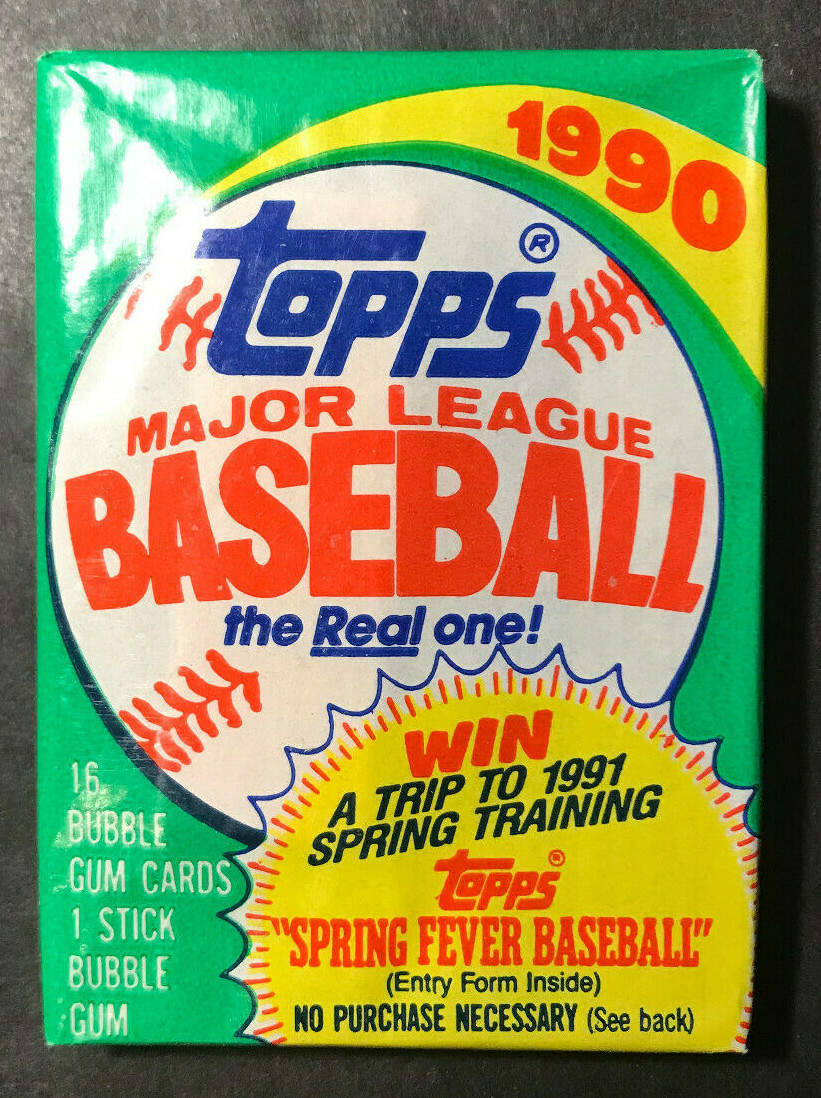 1990
TOPPS®
MAJOR LEAGUE
BASEBALL
the Real one!
WIN
A TRIP TO 1991
SPRING TRAINING
TOPPS®
"SPRING FEVER BASEBALL"
(Entry Form Inside)
NO PURCHASE NECESSARY (See back)
16
BUBBLE
GUM CARDS
1 STICK
BUBBLE
GUM